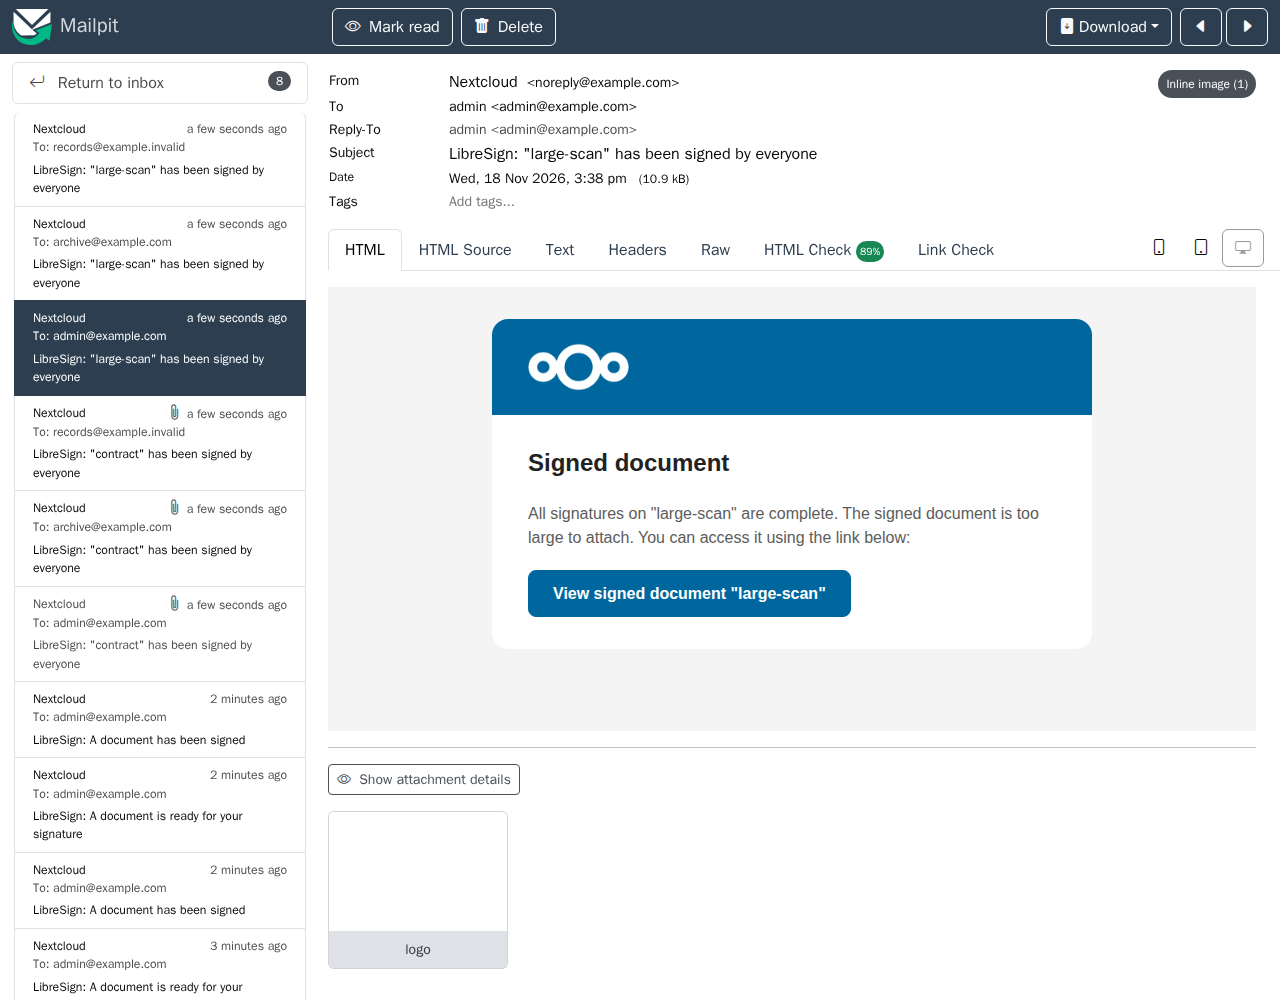 Mailpit
Mark read
Delete
Download
Return to inbox
8
Nextcloud
a few seconds ago
To: records@example.invalid
LibreSign: "large-scan" has been signed by
everyone
Nextcloud
a few seconds ago
To: archive@example.com
LibreSign: "large-scan" has been signed by
everyone
Nextcloud
a few seconds ago
To: admin@example.com
LibreSign: "large-scan" has been signed by
everyone
Nextcloud
a few seconds ago
To: records@example.invalid
LibreSign: "contract" has been signed by
everyone
Nextcloud
a few seconds ago
To: archive@example.com
LibreSign: "contract" has been signed by
everyone
Nextcloud
a few seconds ago
To: admin@example.com
LibreSign: "contract" has been signed by
everyone
Nextcloud
2 minutes ago
To: admin@example.com
LibreSign: A document has been signed
Nextcloud
2 minutes ago
To: admin@example.com
LibreSign: A document is ready for your
signature
Nextcloud
2 minutes ago
To: admin@example.com
LibreSign: A document has been signed
Nextcloud
3 minutes ago
To: admin@example.com
LibreSign: A document is ready for your
From Nextcloud <noreply@example.com>
Inline image (1)
To admin <admin@example.com>
Reply-To admin <admin@example.com>
Subject LibreSign: "large-scan" has been signed by everyone
Date Wed, 18 Nov 2026, 3:38 pm (10.9 kB)
Tags Add tags...
HTML HTML Source Text Headers Raw HTML Check 89% Link Check
Signed document
All signatures on "large-scan" are complete. The signed document is too
large to attach. You can access it using the link below:
View signed document "large-scan"
Show attachment details
logo